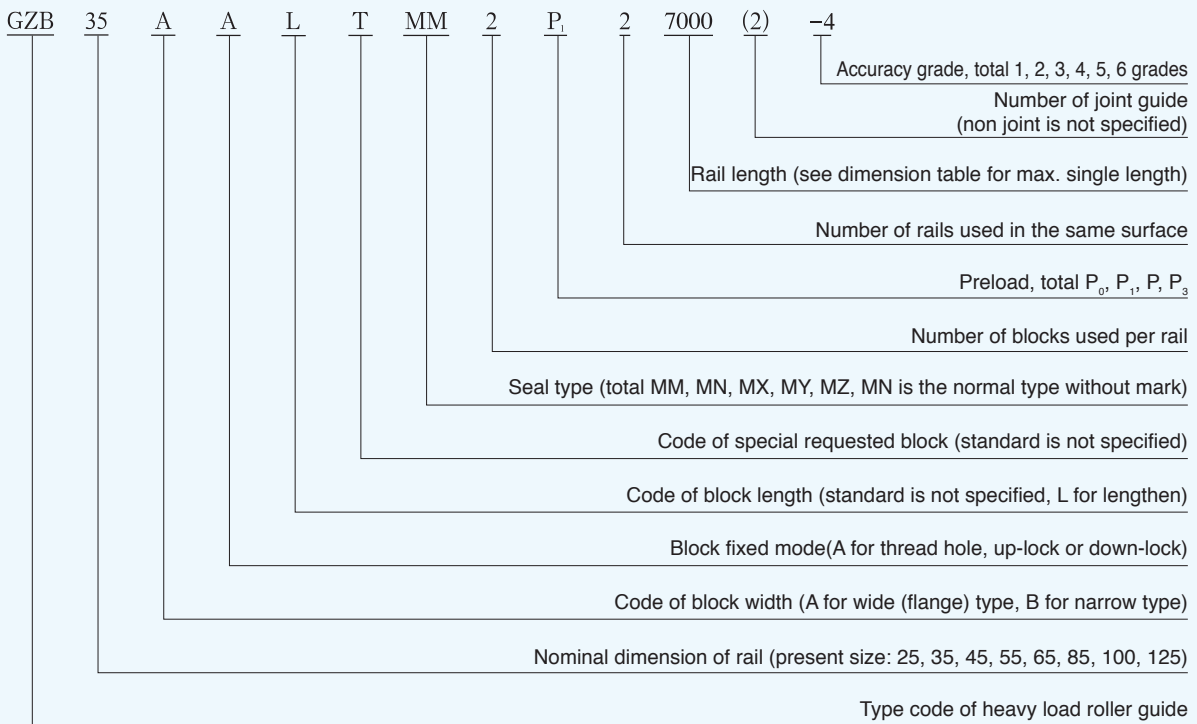 GZB 35 A A L T MM 2 P₁ 2 7000 (2) -4
Accuracy grade, total 1, 2, 3, 4, 5, 6 grades
Number of joint guide
(non joint is not specified)
Rail length (see dimension table for max. single length)
Number of rails used in the same surface
Preload, total P₀, P₁, P, P₃
Number of blocks used per rail
Seal type (total MM, MN, MX, MY, MZ, MN is the normal type without mark)
Code of special requested block (standard is not specified)
Code of block length (standard is not specified, L for lengthen)
Block fixed mode(A for thread hole, up-lock or down-lock)
Code of block width (A for wide (flange) type, B for narrow type)
Nominal dimension of rail (present size: 25, 35, 45, 55, 65, 85, 100, 125)
Type code of heavy load roller guide